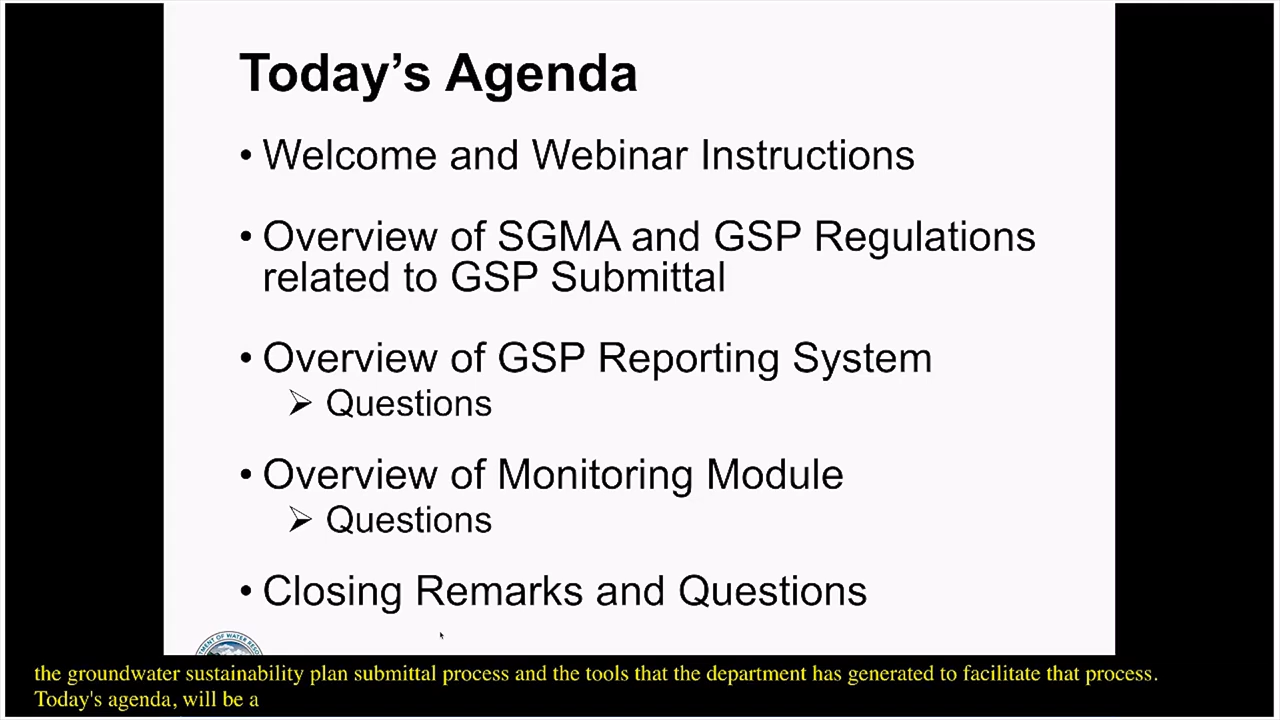 Today’s Agenda
• Welcome and Webinar Instructions
• Overview of SGMA and GSP Regulations
related to GSP Submittal
• Overview of GSP Reporting System
➢ Questions
• Overview of Monitoring Module
➢ Questions
• Closing Remarks and Questions
OF WATER
the groundwater sustainability plan submittal process and the tools that the department has generated to facilitate that process.
Today's agenda, will be a